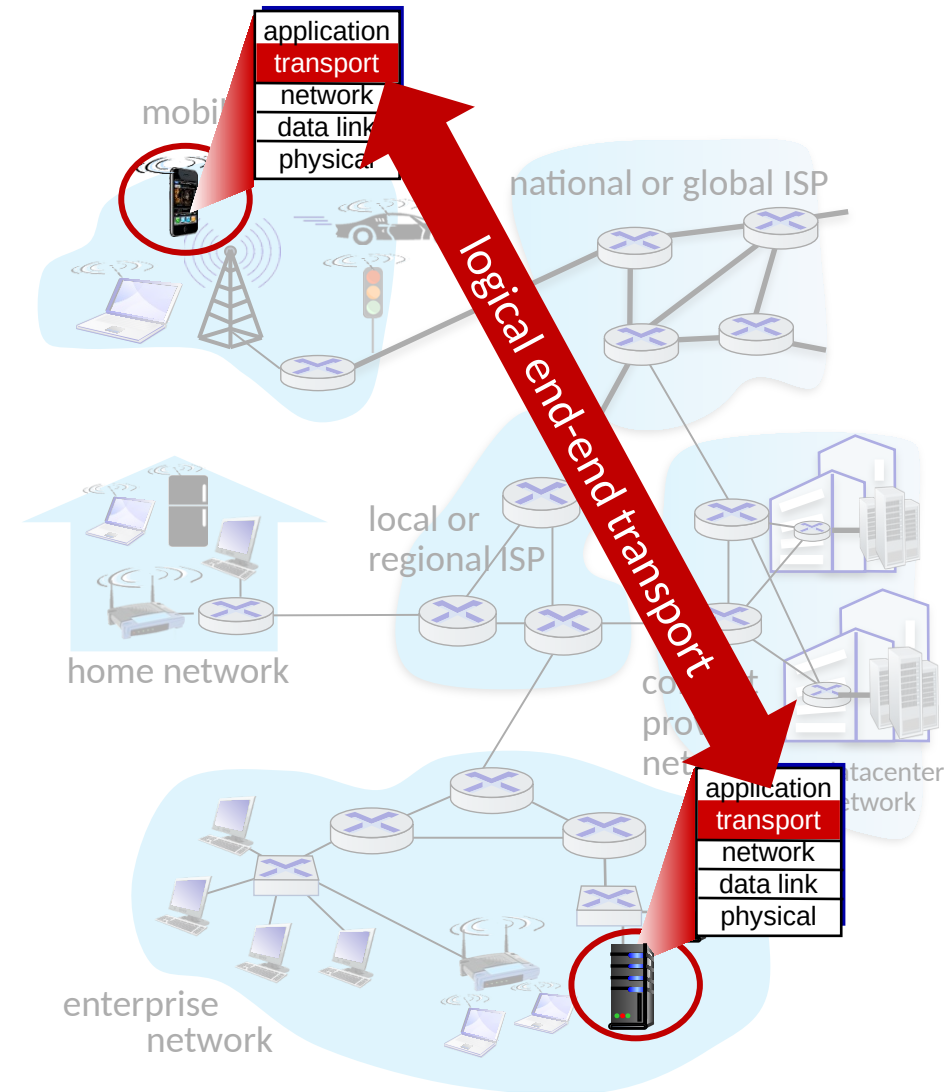 application
transport
network
data link
physical
national or global ISP
logical end-end transport
local or
regional ISP
home network
application
transport
network
data link
physical
network
enterprise
network